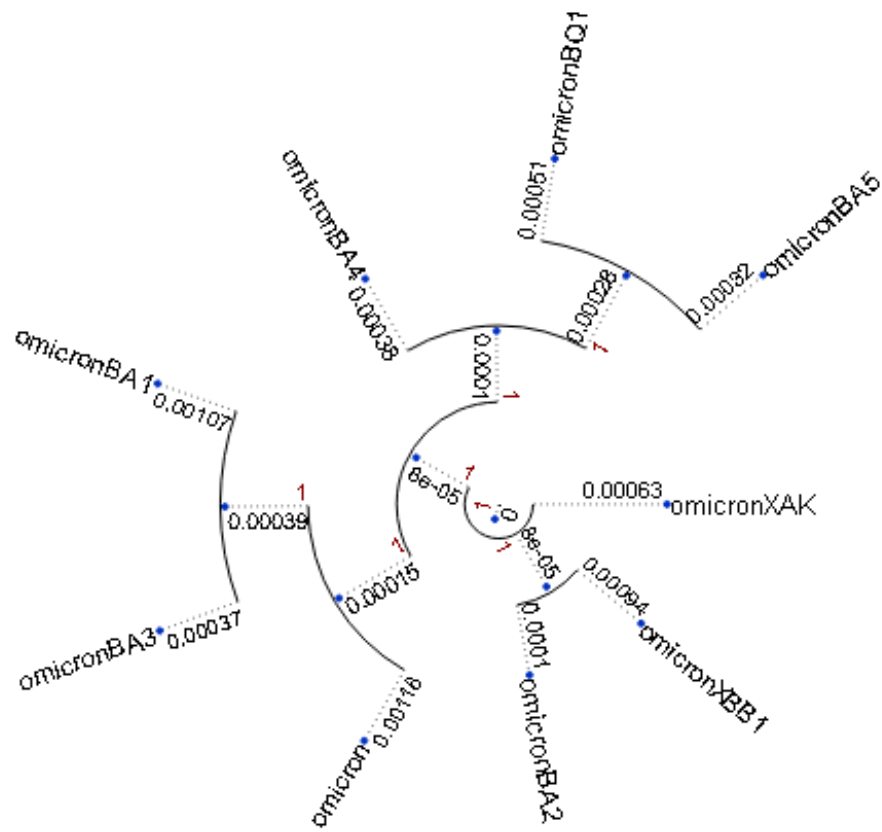 omicronBQ1
0.00051
omicronBA5
0.00032
0.00028
1
omicronBA4
0.00038
0.0001
1
omicronBA1
0.00107
8e-05
1
1
0.00063
omicronXAK
1
0.00039
0
1
8e-05
1
0.00015
0.00094
omicronXBB1
omicronBA3
0.00037
0.0001
omicronBA2
0.00116
omicron